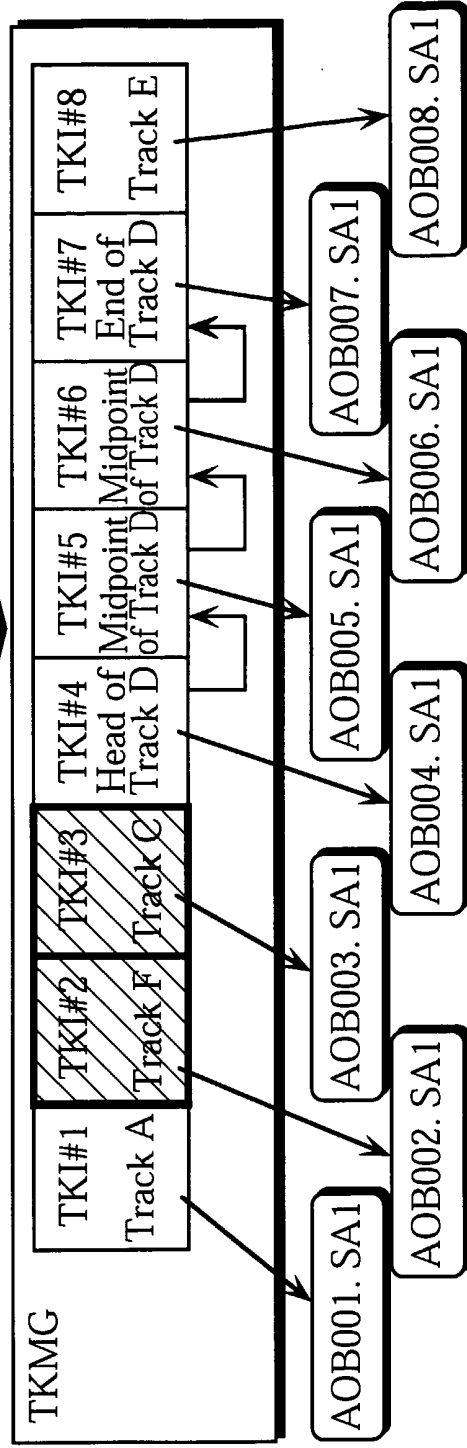 TKMG
TKI#1
Track A
TKI#2
Track F
TKI#3
Track C
TKI#4
Head of
Track D
TKI#5
Midpoint
of Track D
TKI#6
Midpoint
of Track D
TKI#7
End of
Track D
TKI#8
Track E
AOB001. SA1
AOB002. SA1
AOB003. SA1
AOB004. SA1
AOB005. SA1
AOB006. SA1
AOB007. SA1
AOB008. SA1